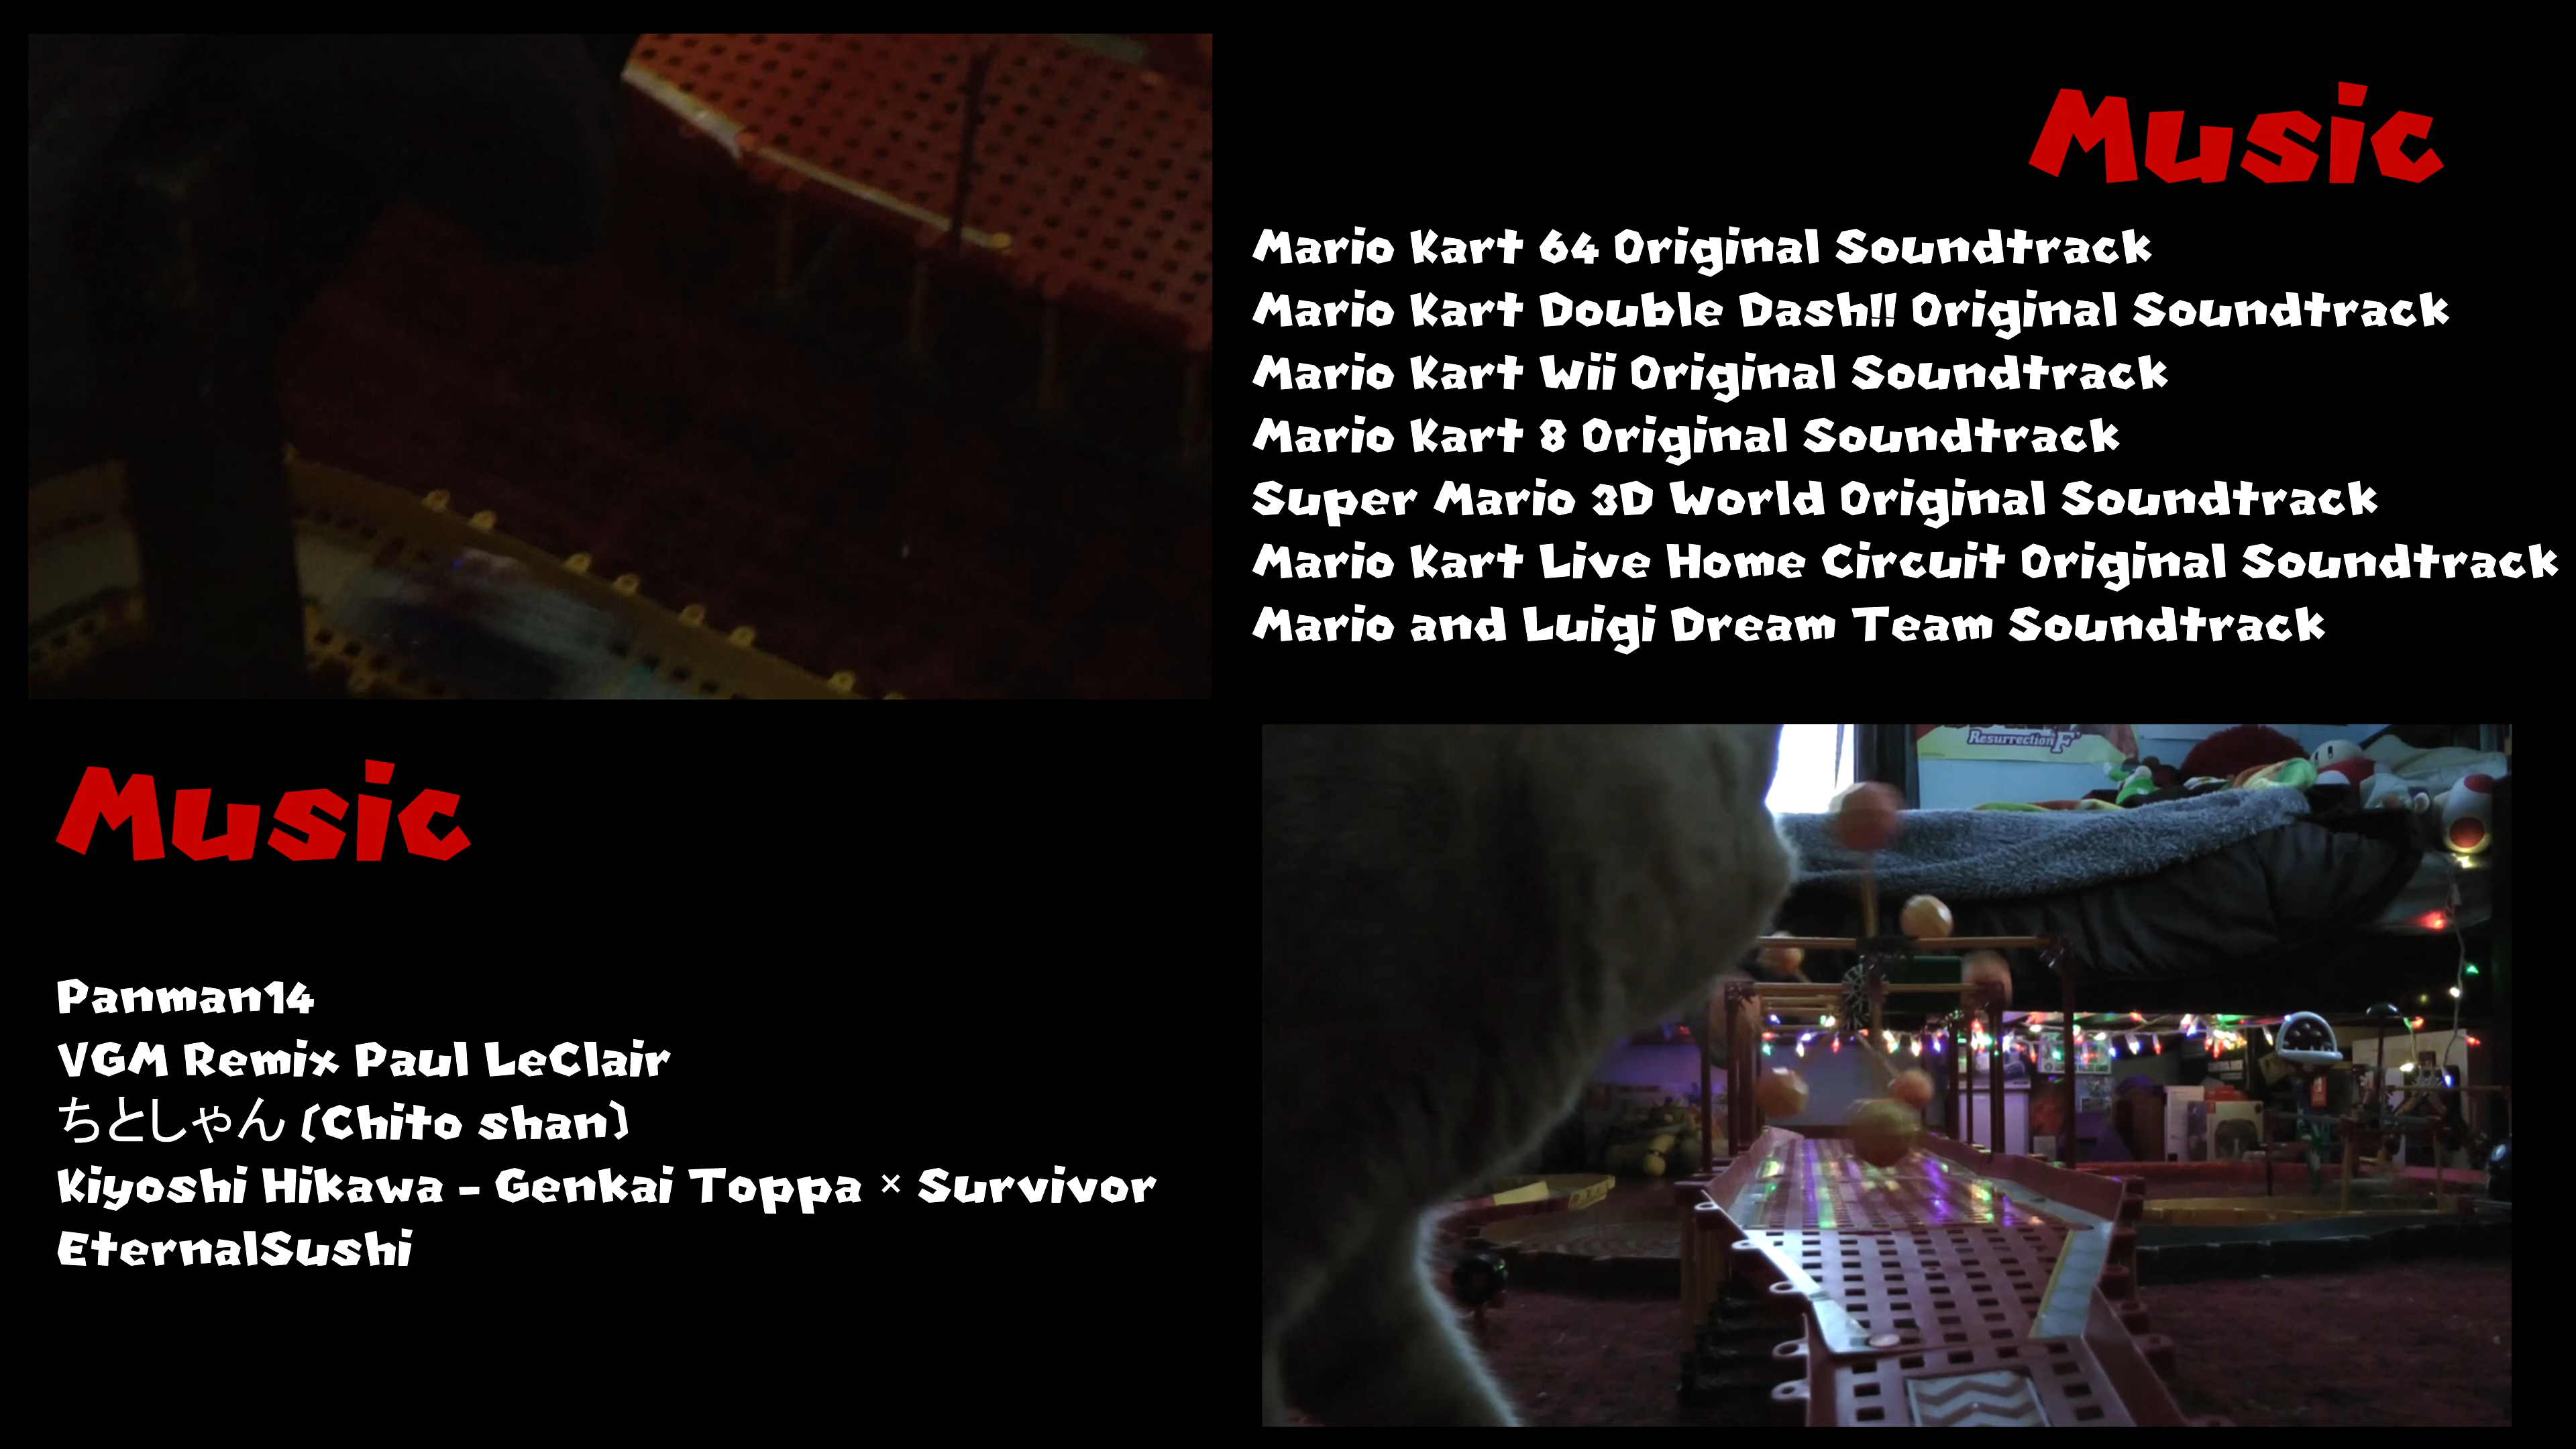 Music
Mario Kart 64 Original Soundtrack
Mario Kart Double Dash!! Original Soundtrack
Mario Kart Wii Original Soundtrack
Mario Kart 8 Original Soundtrack
Super Mario 3D World Original Soundtrack
Mario Kart Live Home Circuit Original Soundtrack
Mario and Luigi Dream Team Soundtrack
Music
Panman14
VGM Remix Paul LeClair
ちとしゃん (Chito shan)
Kiyoshi Hikawa - Genkai Toppa × Survivor
EternalSushi
Resurrection 'F'